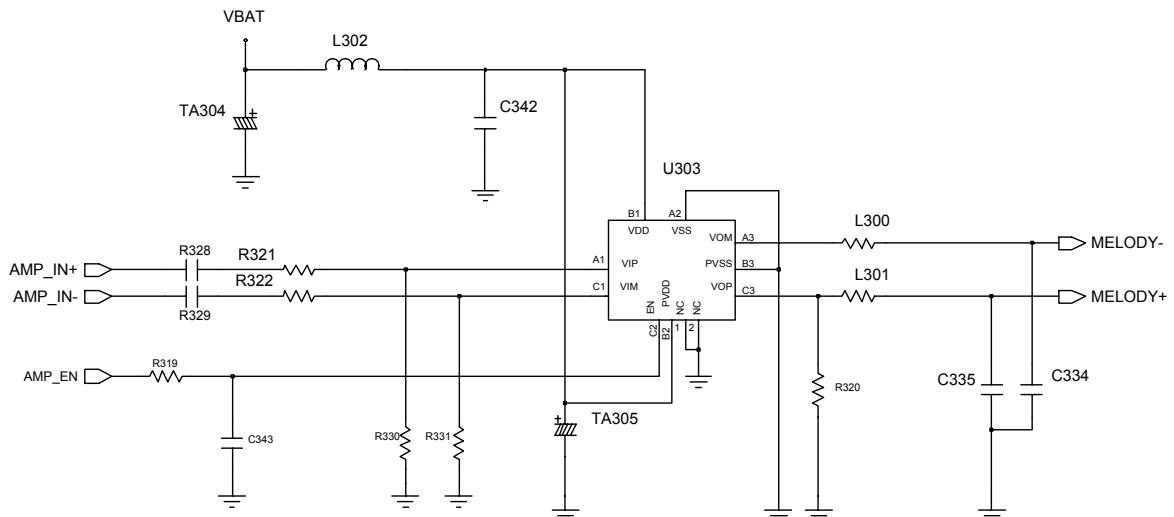 VBAT
L302
TA304
C342
U303
B1
A2
VDD
VSS
L300
VOM
A3
MELODY-
R328
R321
AMP_IN+
A1
VIP
PVSS
B3
L301
R322
AMP_IN-
C1
VIM
VOP
C3
MELODY+
R329
EN
PVDD
NC
NC
C2
B2
1
2
R319
AMP_EN
C335
C334
R320
TA305
C343
R330
R331